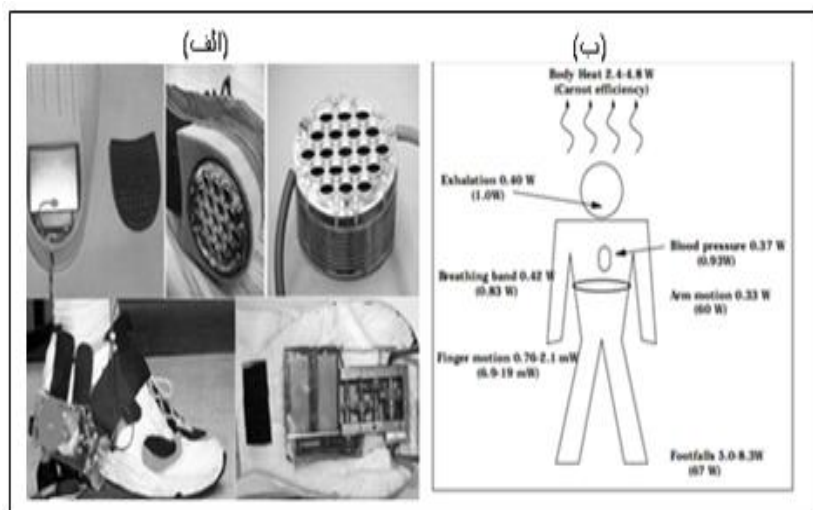 (الف)
(ب)
Body Heat 2.4-4.8 W
(Carnot efficiency)
Exhalation 0.40 W
(1.0W)
Blood pressure 0.37 W
(0.93W)
Breathing band 0.42 W
(0.83 W)
Arm motion 0.33 W
(60 W)
Finger motion 0.76-2.1 mW
(6.9-19 mW)
Footfalls 5.0-8.3W
(67 W)